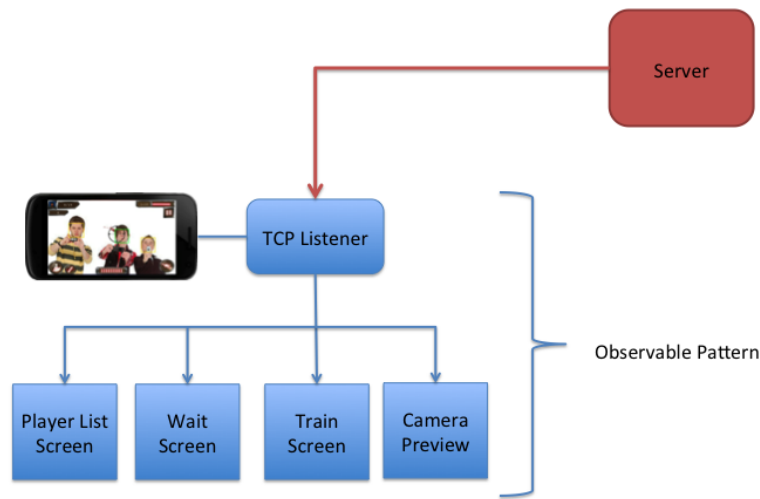 Server
TCP Listener
Observable Pattern
Player List
Screen
Wait
Screen
Train
Screen
Camera
Preview